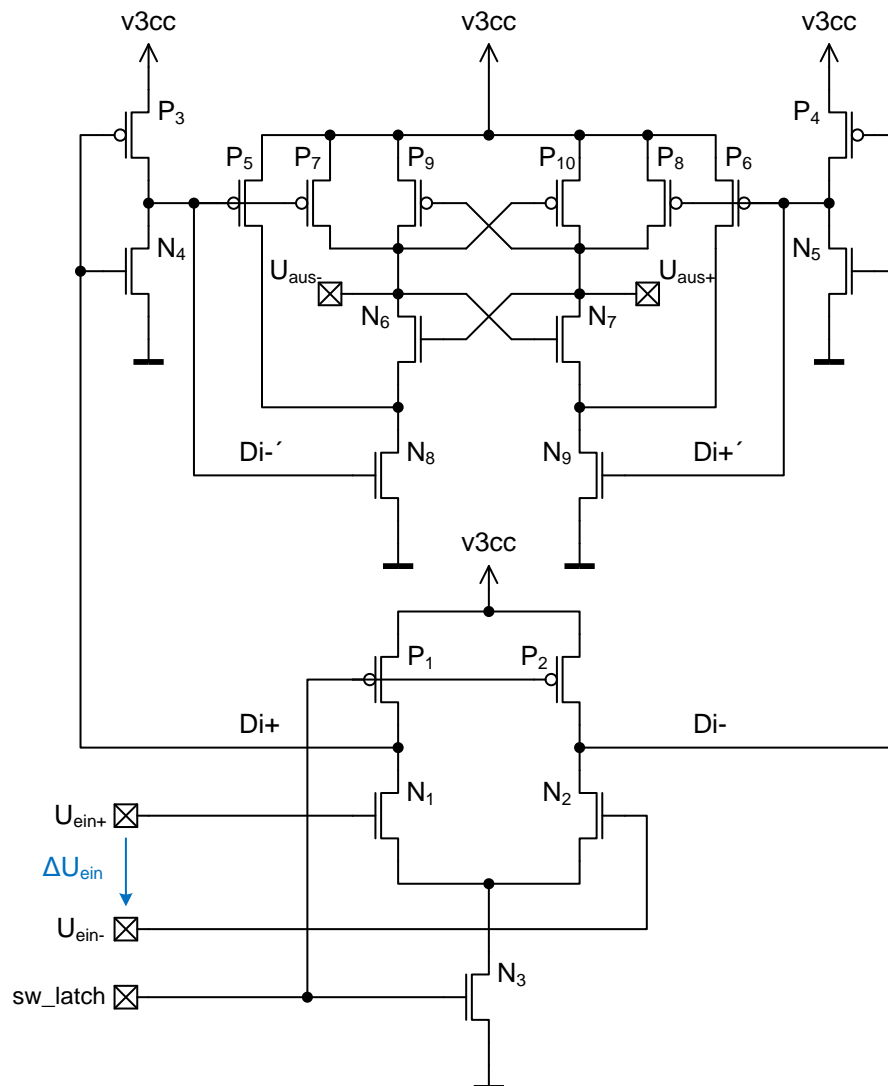 v3cc v3cc v3cc
P3 P4
P5 P7 P9 P10 P8 P6
N4 N5
Uaus- Uaus+
N6 N7
Di-´ N8 N9 Di+´
v3cc
P1 P2
Di+ Di-
N1 N2
Uein+
ΔUein
Uein-
N3
sw_latch